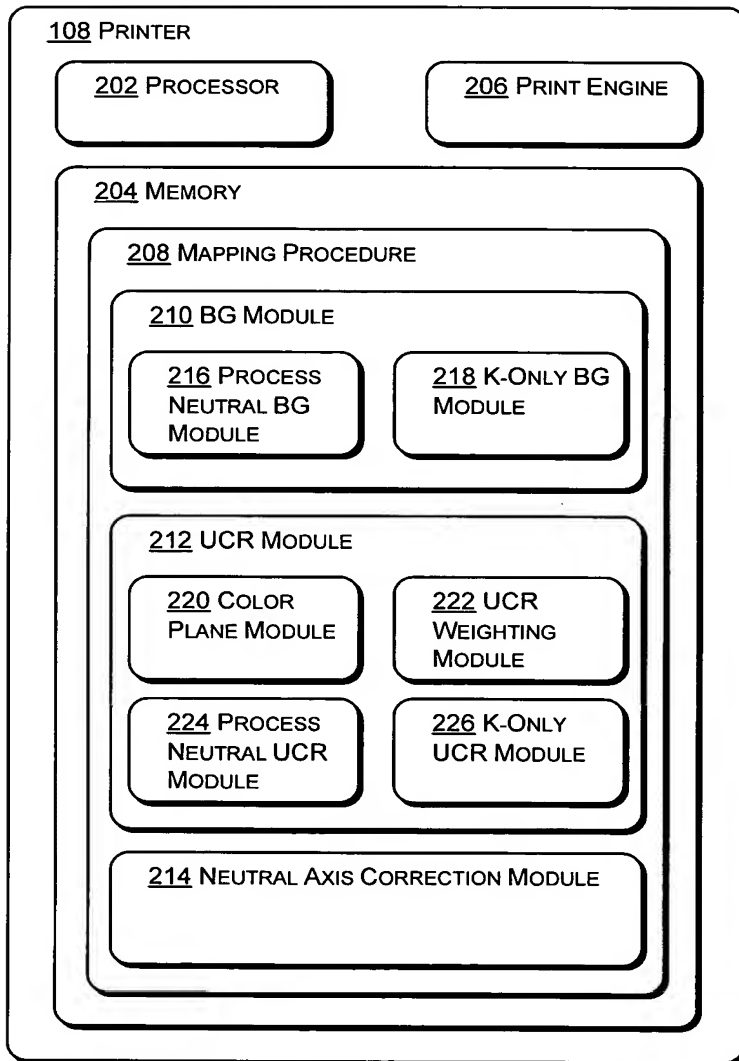 108 PRINTER
202 PROCESSOR
206 PRINT ENGINE
204 MEMORY
208 MAPPING PROCEDURE
210 BG MODULE
216 PROCESS
NEUTRAL BG
MODULE
218 K-ONLY BG
MODULE
212 UCR MODULE
220 COLOR
PLANE MODULE
222 UCR
WEIGHTING
MODULE
224 PROCESS
NEUTRAL UCR
MODULE
226 K-ONLY
UCR MODULE
214 NEUTRAL AXIS CORRECTION MODULE